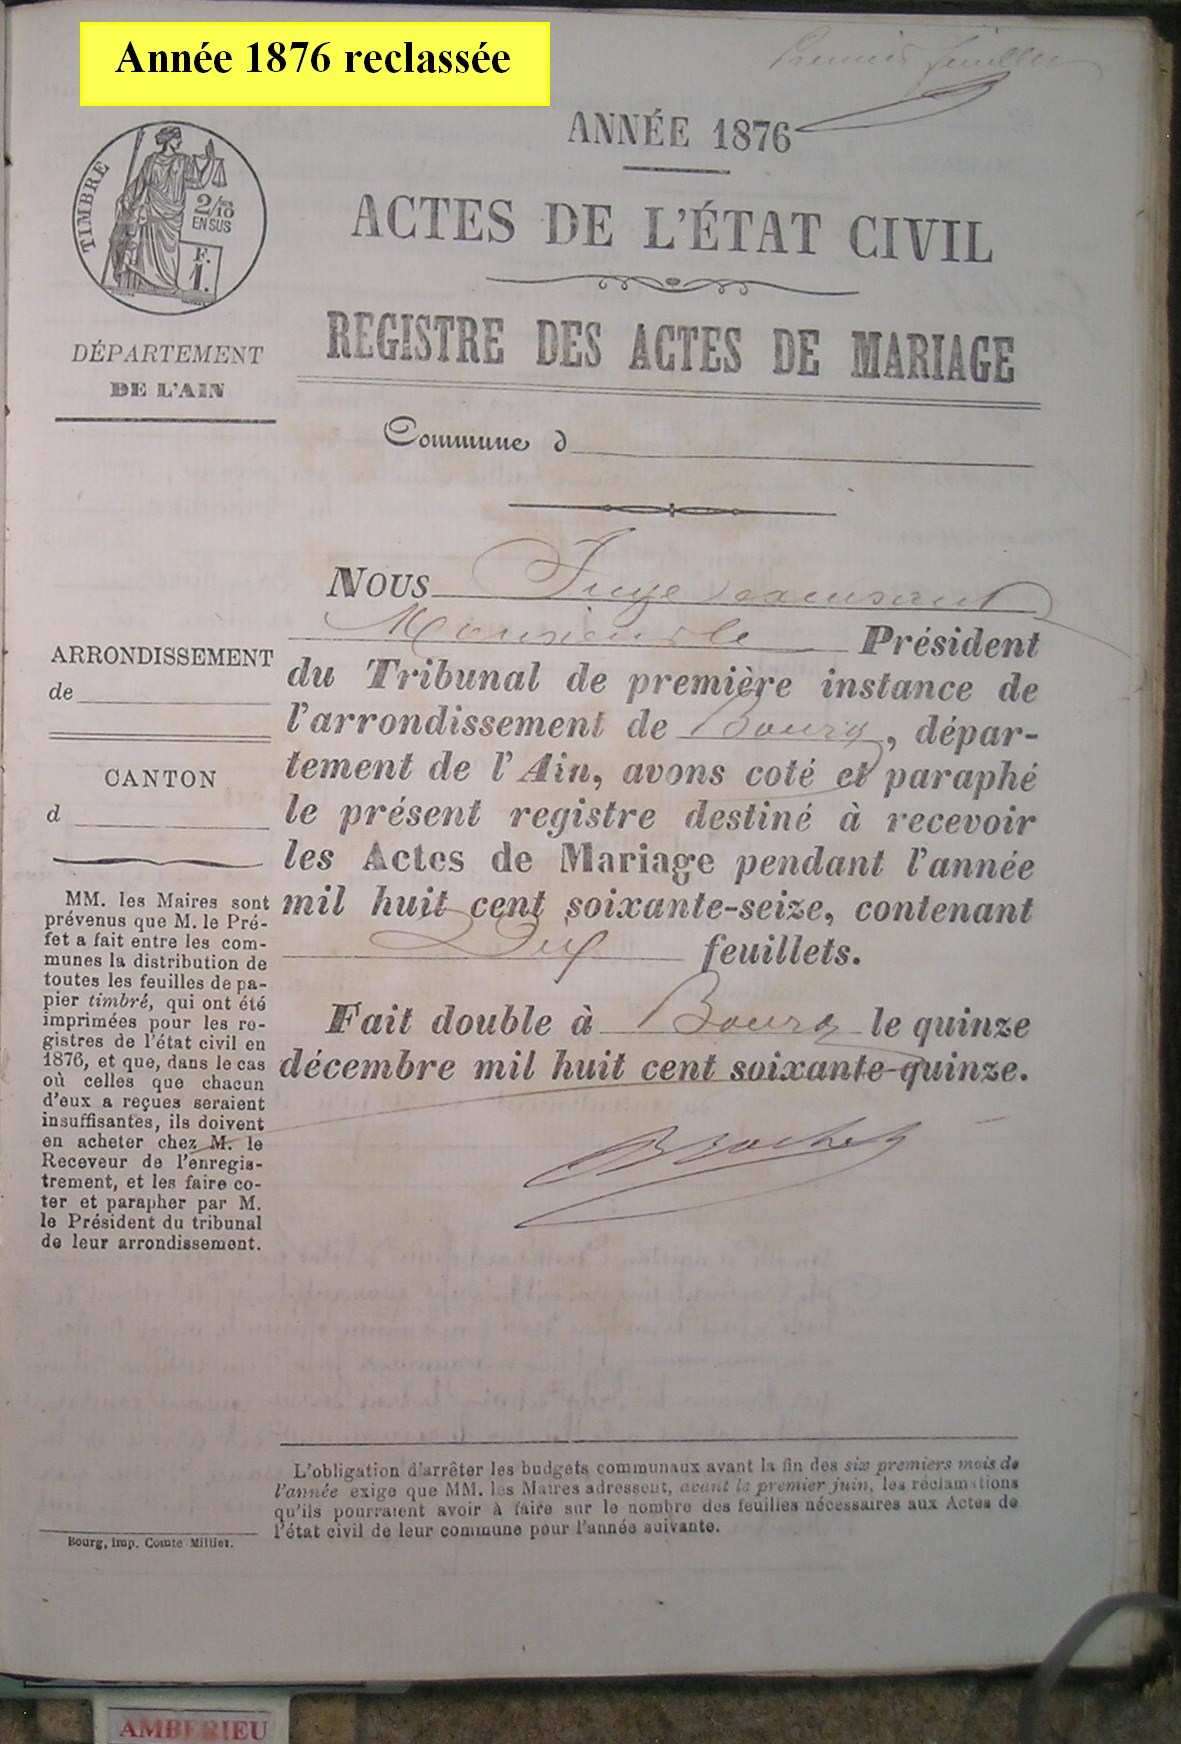 Année 1876 reclassée
Premier feuillet
ANNÉE 1876
ACTES DE L'ÉTAT CIVIL
REGISTRE DES ACTES DE MARIAGE
Commune d
TIMBRE
2/10
EN SUS
F.
1.
DÉPARTEMENT
DE L'AIN
ARRONDISSEMENT
de
CANTON
d
MM. les Maires sont
prévenus que M. le Pré-
fet a fait entre les com-
munes la distribution de
toutes les feuilles de pa-
pier timbré, qui ont été
imprimées pour les re-
gistres de l'état civil en
1876, et que, dans le cas
où celles que chacun
d'eux a reçues seraient
insuffisantes, ils doivent
en acheter chez M. le
Receveur de l'enregis-
trement, et les faire co-
ter et parapher par M.
le Président du tribunal
de leur arrondissement.
Nous Juge
Monsieur le Président
du Tribunal de première instance de
l'arrondissement de Bourg, dépar-
tement de l'Ain, avons coté et paraphé
le présent registre destiné à recevoir
les Actes de Mariage pendant l'année
mil huit cent soixante-seize, contenant
Dix feuillets.
Fait double à Bourg le quinze
décembre mil huit cent soixante-quinze.
Brochet
L'obligation d'arrêter les budgets communaux avant la fin des six premiers mois de
l'année exige que MM. les Maires adressent, avant le premier juin, les réclamations
qu'ils pourraient avoir à faire sur le nombre des feuilles nécessaires aux Actes de
l'état civil de leur commune pour l'année suivante.
Bourg, imp. Comte Milliet.
AMBERIEU